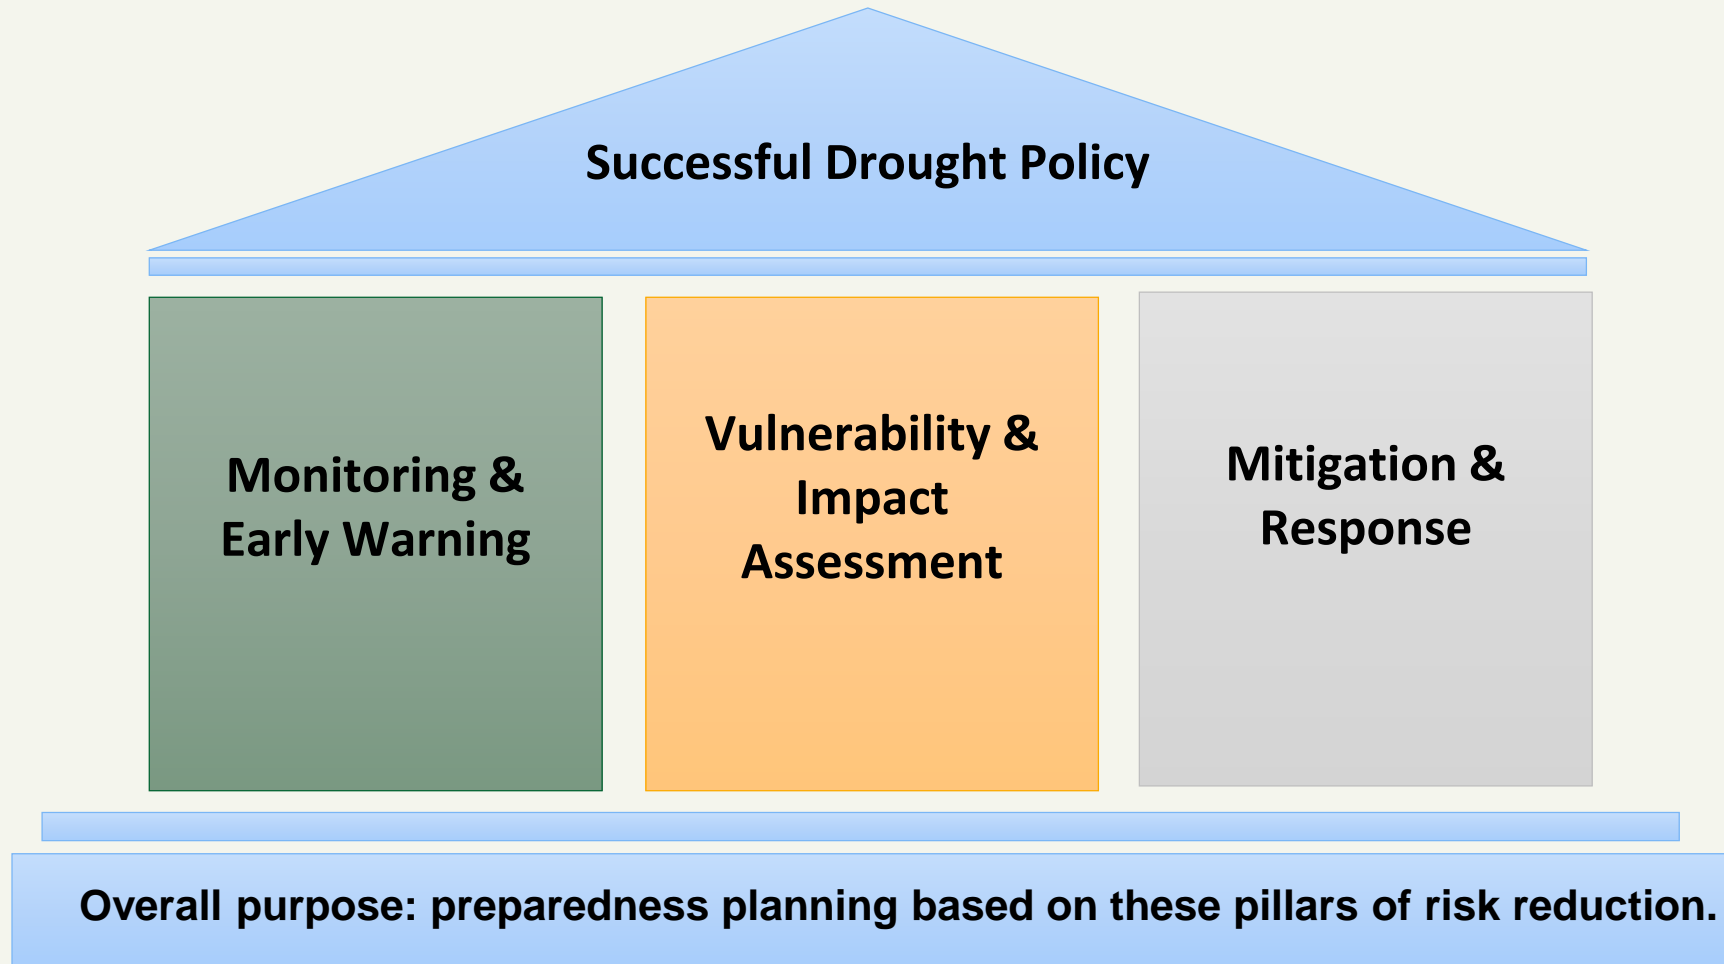 Successful Drought Policy
Monitoring &
Early Warning
Vulnerability &
Impact
Assessment
Mitigation &
Response
Overall purpose: preparedness planning based on these pillars of risk reduction.